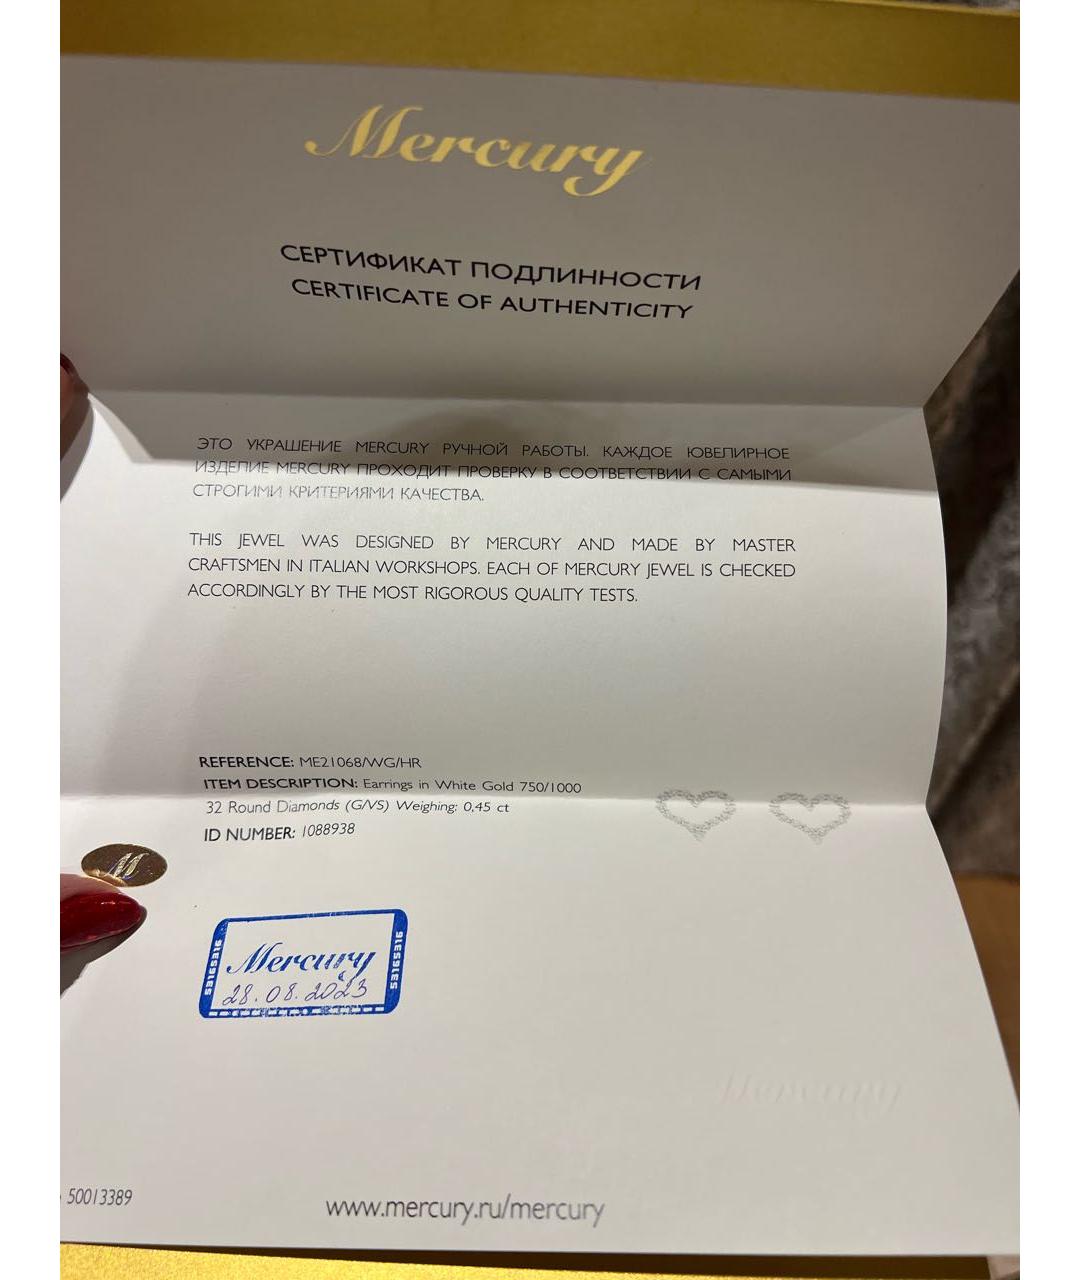 Mercury
СЕРТИФИКАТ ПОДЛИННОСТИ
CERTIFICATE OF AUTHENTICITY
ЭТО УКРАШЕНИЕ MERCURY РУЧНОЙ РАБОТЫ. КАЖДОЕ ЮВЕЛИРНОЕ
ИЗДЕЛИЕ MERCURY ПРОХОДИТ ПРОВЕРКУ В СООТВЕТСТВИИ С САМЫМИ
СТРОГИМИ КРИТЕРИЯМИ КАЧЕСТВА.
THIS JEWEL WAS DESIGNED BY MERCURY AND MADE BY MASTER
CRAFTSMEN IN ITALIAN WORKSHOPS. EACH OF MERCURY JEWEL IS CHECKED
ACCORDINGLY BY THE MOST RIGOROUS QUALITY TESTS.
REFERENCE: ME21068/WG/HR
ITEM DESCRIPTION: Earrings in White Gold 750/1000
32 Round Diamonds (G/VS) Weighing: 0,45 ct
ID NUMBER: 1088938
M
53165316
Mercury
53165316
28.08.2023
Mercury
50013389
www.mercury.ru/mercury